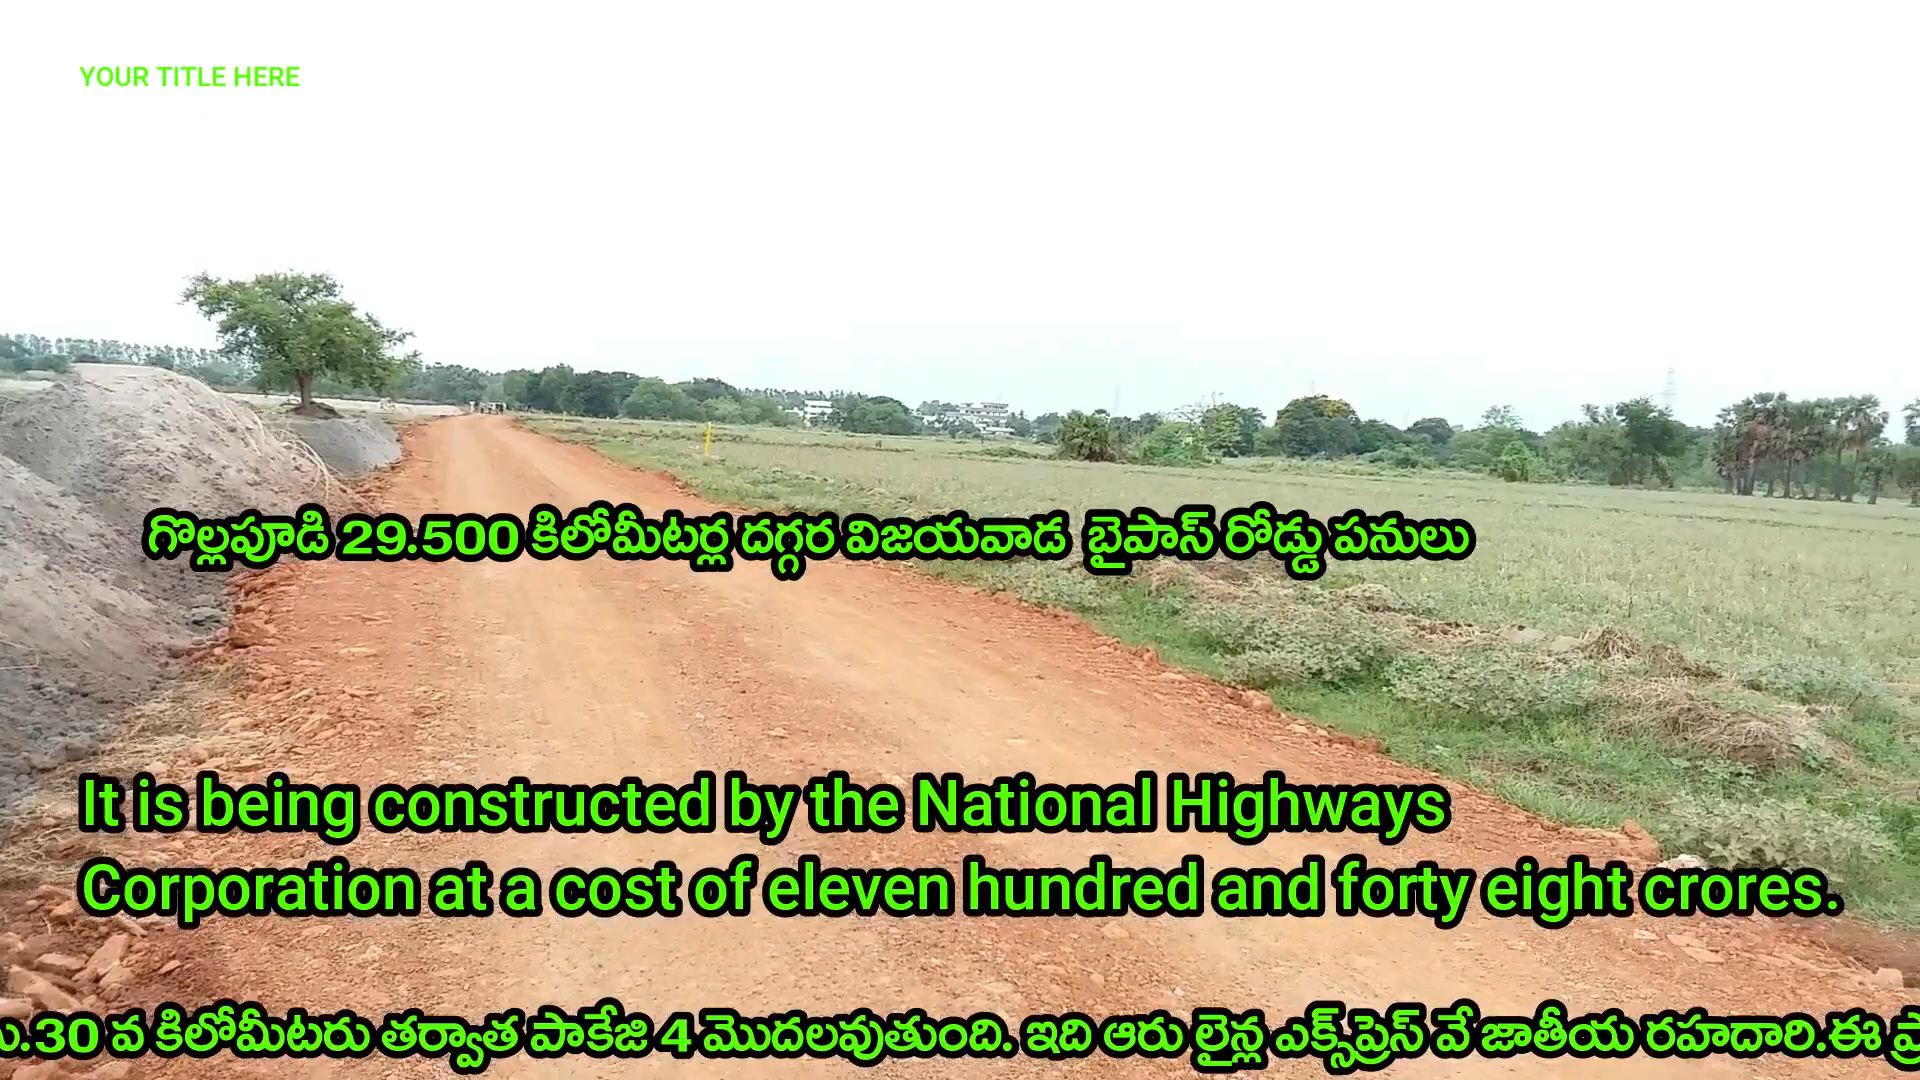 YOUR TITLE HERE
గొల్లపూడి 29.500 కిలోమీటర్ల దగ్గర విజయవాడ బైపాస్ రోడ్డు పనులు
It is being constructed by the National Highways
Corporation at a cost of eleven hundred and forty eight crores.
.30 వ కిలోమీటరు తర్వాత పాకేజి 4 మొదలవుతుంది. ఇది ఆరు లైన్ల ఎక్స్‌ప్రెస్ వే జాతీయ రహదారి.ఈ